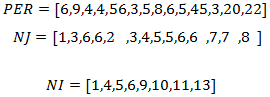 PER = [6,9,4,4,56,3,5,8,6,5,45,3,20,22]
NJ = [1,3,6,6,2 ,3,4,5,5,6,6 ,7,7 ,8 ]
NI = [1,4,5,6,9,10,11,13]